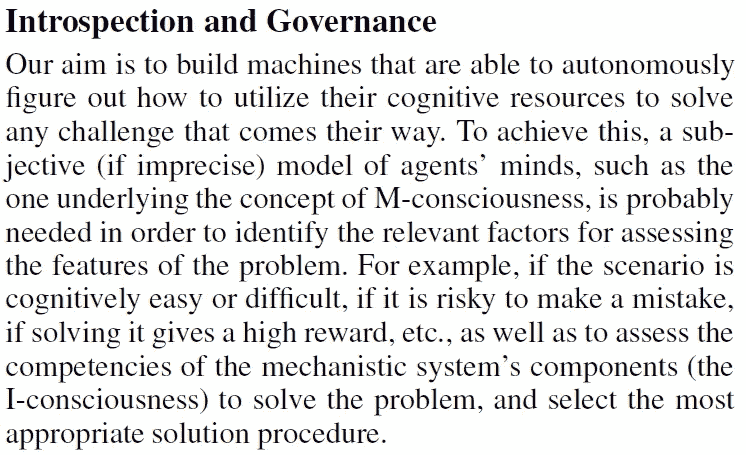 Introspection and Governance
Our aim is to build machines that are able to autonomously
figure out how to utilize their cognitive resources to solve
any challenge that comes their way. To achieve this, a sub-
jective (if imprecise) model of agents’ minds, such as the
one underlying the concept of M-consciousness, is probably
needed in order to identify the relevant factors for assessing
the features of the problem. For example, if the scenario is
cognitively easy or difficult, if it is risky to make a mistake,
if solving it gives a high reward, etc., as well as to assess the
competencies of the mechanistic system’s components (the
I-consciousness) to solve the problem, and select the most
appropriate solution procedure.